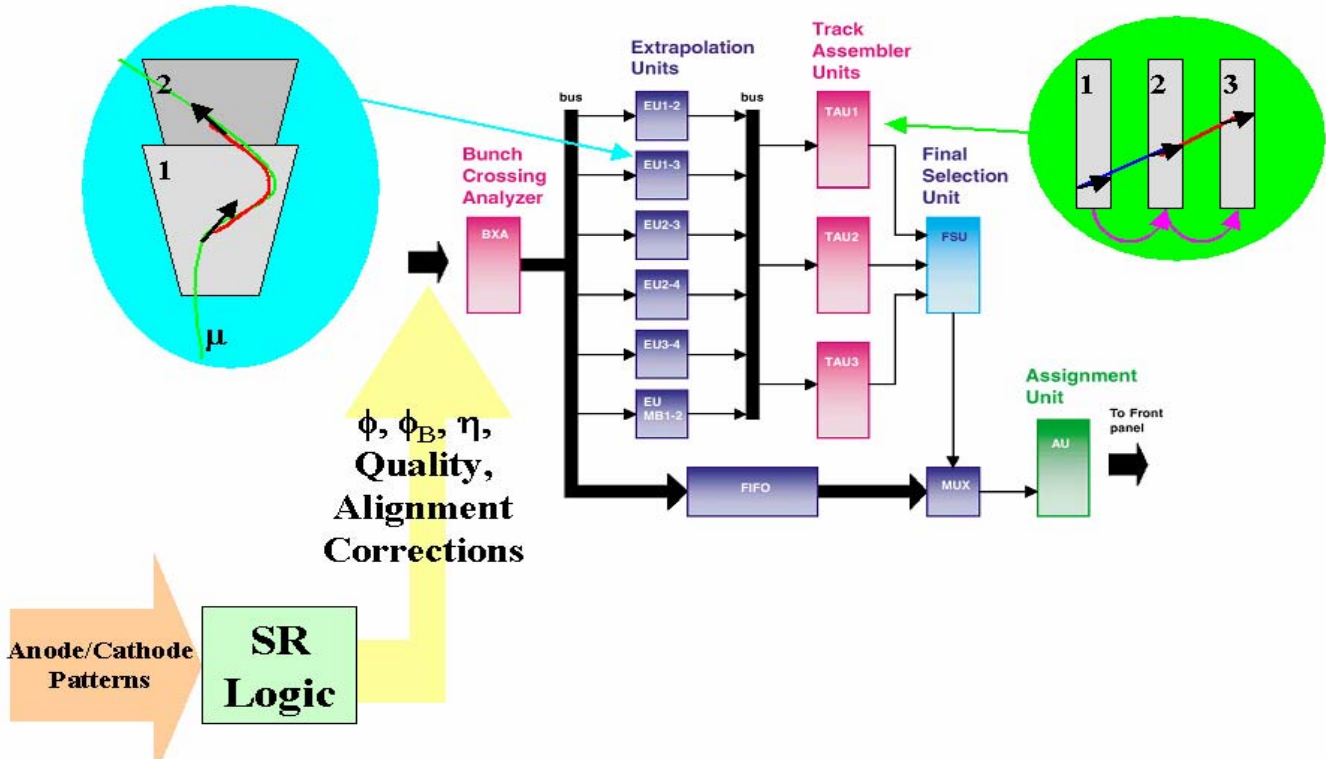 2
1
μ
Extrapolation
Units
Track
Assembler
Units
bus
bus
EU1-2
EU1-3
EU2-3
EU2-4
EU3-4
EU
MB1-2
Bunch
Crossing
Analyzer
BXA
TAU1
TAU2
TAU3
Final
Selection
Unit
FSU
1
2
3
Assignment
Unit
To Front
panel
AU
FIFO
MUX
ϕ, ϕB, η,
Quality,
Alignment
Corrections
Anode/Cathode
Patterns
SR
Logic